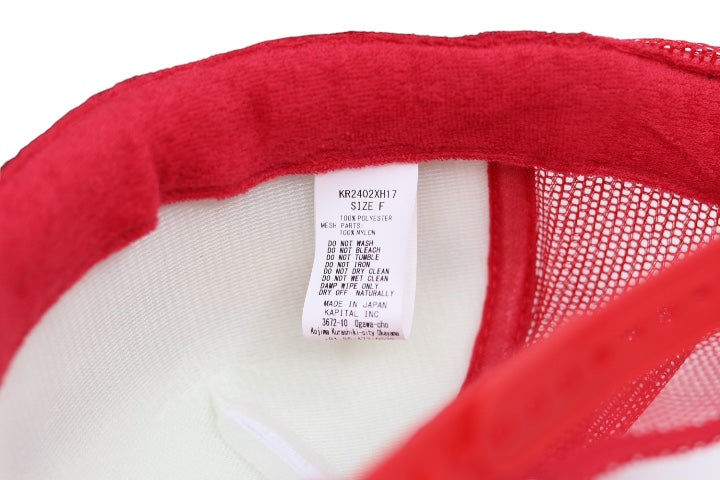 KR2402XH17
SIZE F
100% POLYESTER
MESH PARTS:
100% NYLON
DO NOT WASH
DO NOT BLEACH
DO NOT TUMBLE
DO NOT IRON
DO NOT DRY CLEAN
DO NOT WET CLEAN
DAMP WIPE ONLY
DRY OFF NATURALLY
MADE IN JAPAN
KAPITAL INC
3672-10 Ogawa-cho
Kojima Kurashiki-city Okayama